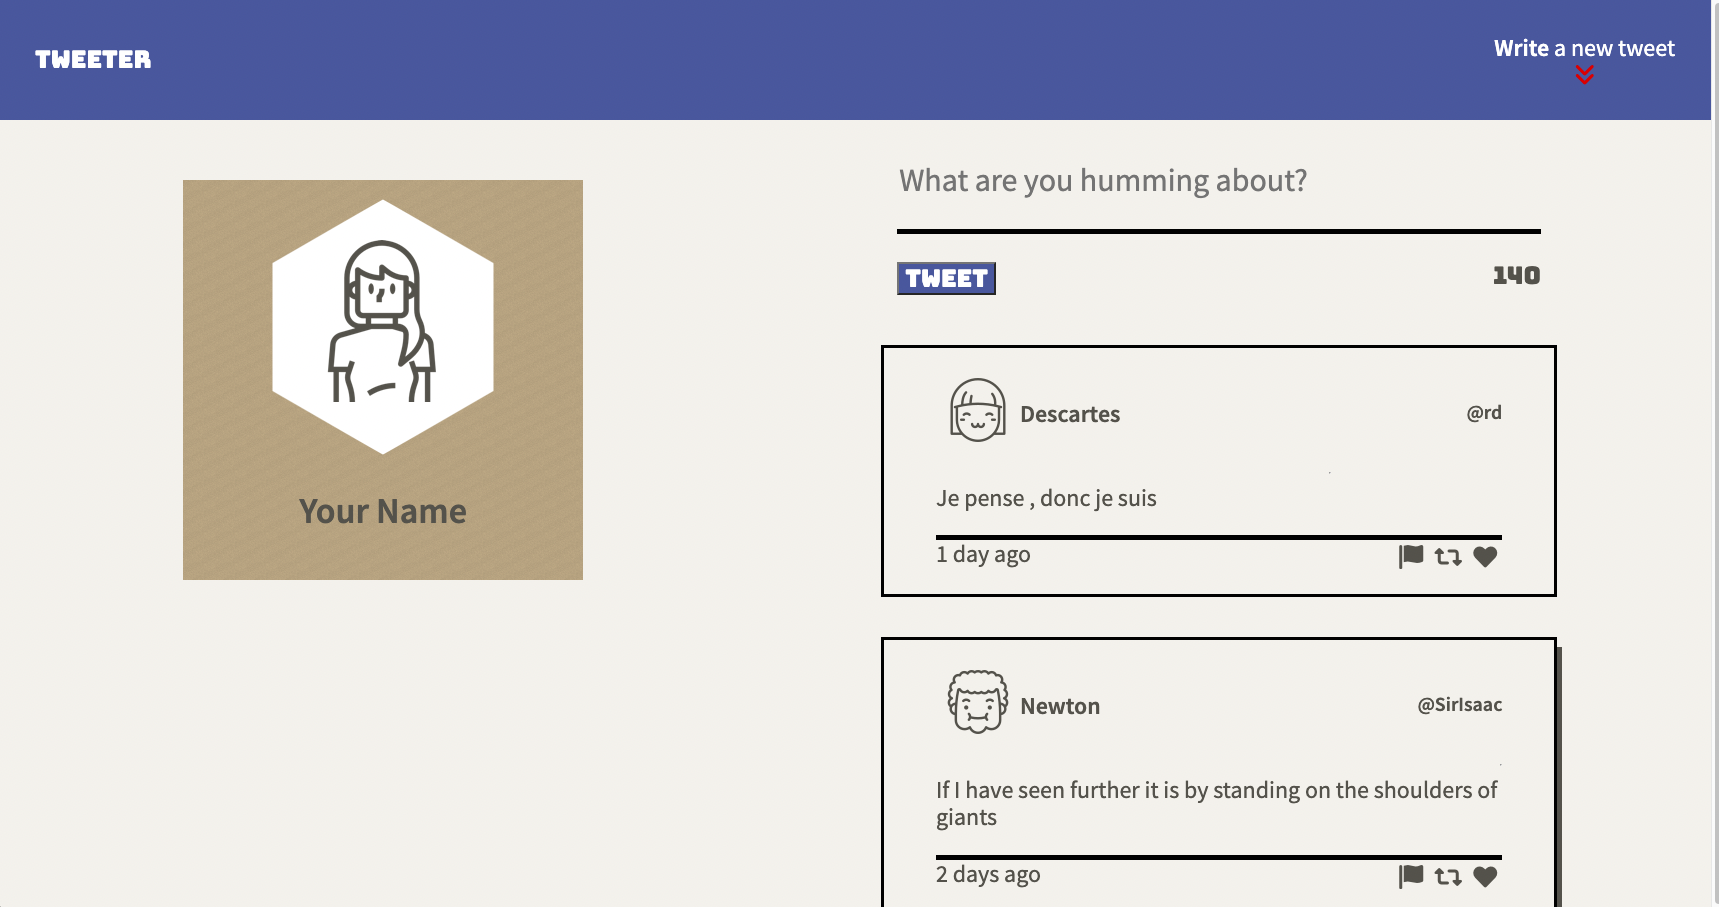 TWEETER
Write a new tweet
What are you humming about?
TWEET
140
Your Name
Descartes
@rd
Je pense , donc je suis
1 day ago
Newton
@SirIsaac
If I have seen further it is by standing on the shoulders of
giants
2 days ago